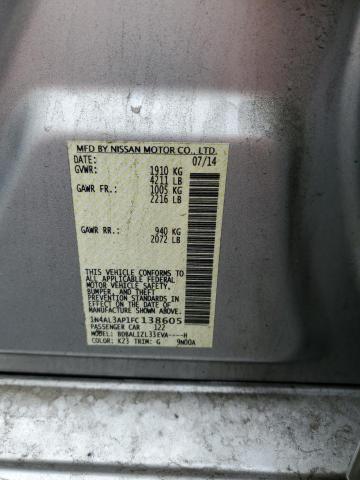 MFD BY NISSAN MOTOR CO., LTD.
DATE: 07/14
GVWR: 1910 KG
4211 LB
GAWR FR.: 1005 KG
2216 LB
GAWR RR.: 940 KG
2072 LB
THIS VEHICLE CONFORMS TO ALL
APPLICABLE FEDERAL
MOTOR VEHICLE SAFETY,
BUMPER, AND THEFT
PREVENTION STANDARDS
IN EFFECT ON THE DATE OF
MANUFACTURE SHOWN ABOVE.
1N4AL3AP1FC138605
PASSENGER CAR 122
MODEL: BDBALIZL33EVA----H
COLOR: K23 TRIM: G 9N00A